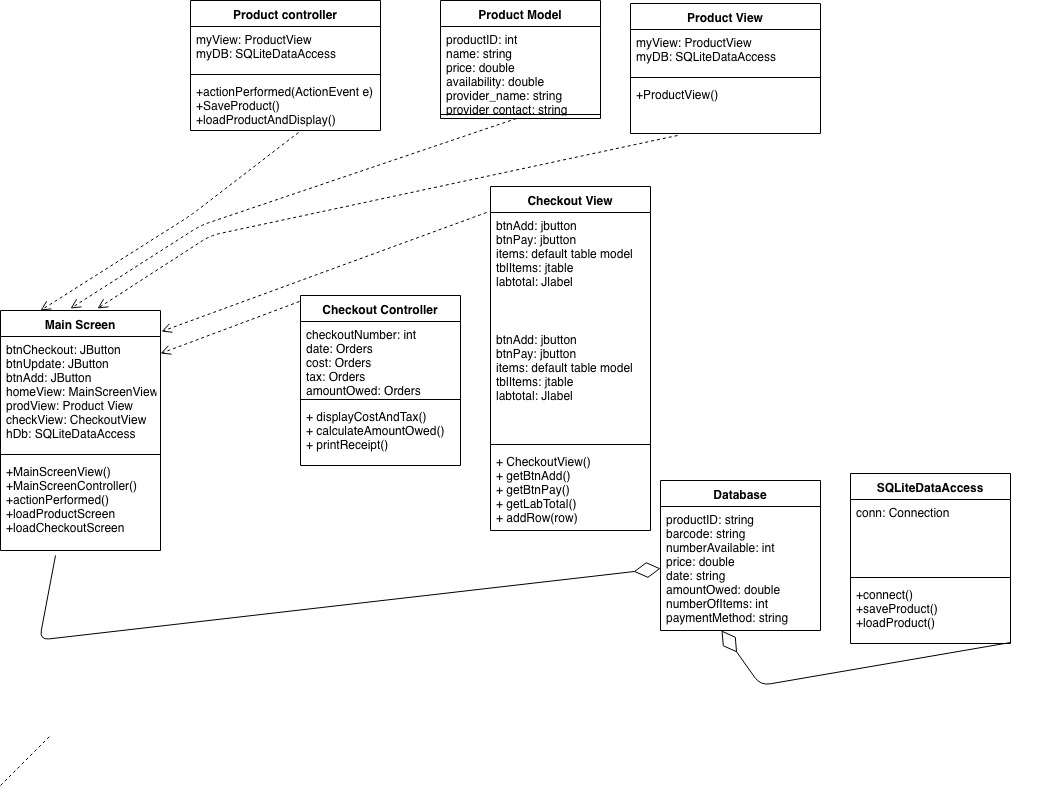 Product controller
myView: ProductView
myDB: SQLiteDataAccess
+actionPerformed(ActionEvent e)
+SaveProduct()
+loadProductAndDisplay()
Product Model
productID: int
name: string
price: double
availability: double
provider_name: string
provider contact: string
Product View
myView: ProductView
myDB: SQLiteDataAccess
+ProductView()
Checkout View
btnAdd: jbutton
btnPay: jbutton
items: default table model
tblItems: jtable
labtotal: Jlabel
btnAdd: jbutton
btnPay: jbutton
items: default table model
tblItems: jtable
labtotal: Jlabel
+ CheckoutView()
+ getBtnAdd()
+ getBtnPay()
+ getLabTotal()
+ addRow(row)
Checkout Controller
checkoutNumber: int
date: Orders
cost: Orders
tax: Orders
amountOwed: Orders
+ displayCostAndTax()
+ calculateAmountOwed()
+ printReceipt()
Main Screen
btnCheckout: JButton
btnUpdate: JButton
btnAdd: JButton
homeView: MainScreenView
prodView: Product View
checkView: CheckoutView
hDb: SQLiteDataAccess
+MainScreenView()
+MainScreenController()
+actionPerformed()
+loadProductScreen
+loadCheckoutScreen
Database
productID: string
barcode: string
numberAvailable: int
price: double
date: string
amountOwed: double
numberOfItems: int
paymentMethod: string
SQLiteDataAccess
conn: Connection
+connect()
+saveProduct()
+loadProduct()